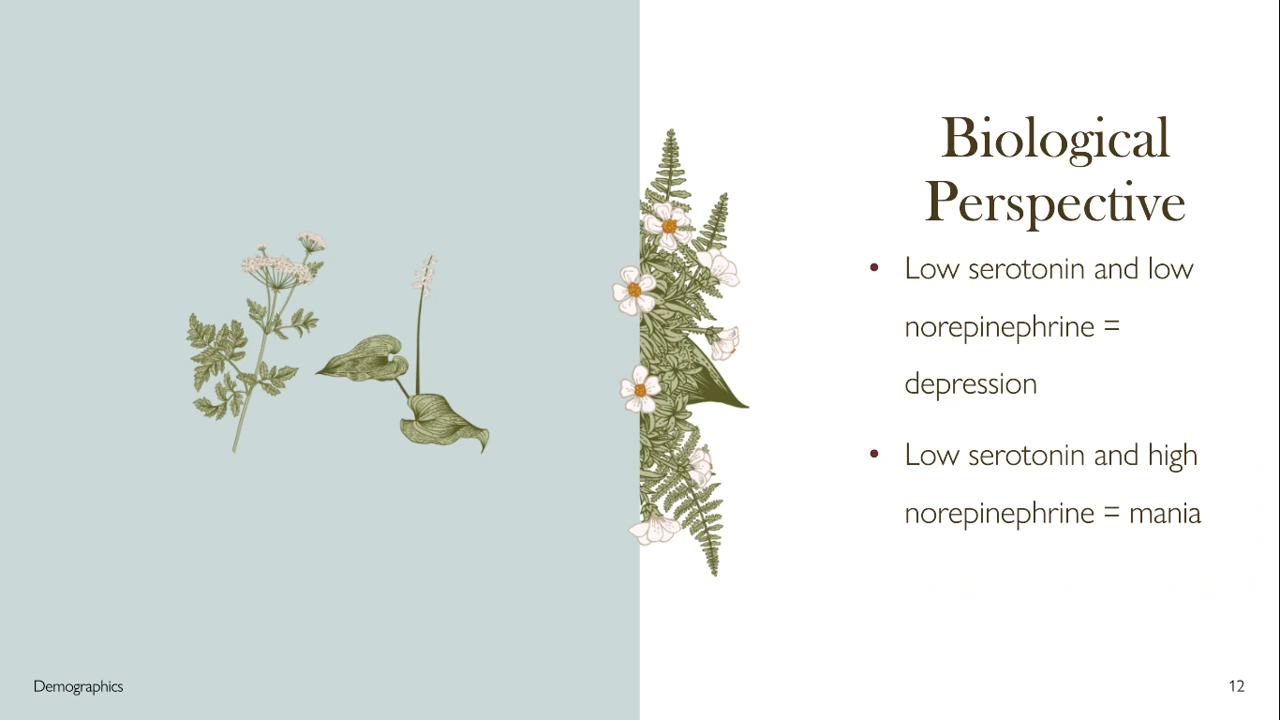 Biological
Perspective
• Low serotonin and low
norepinephrine =
depression
• Low serotonin and high
norepinephrine = mania
Demographics
12